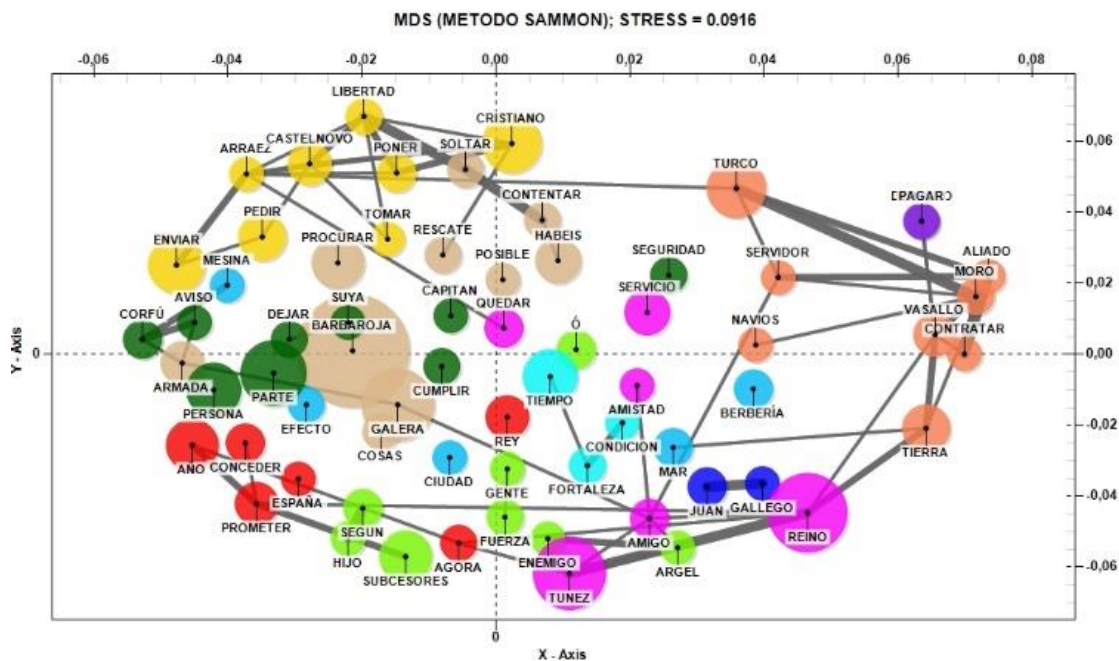 MDS (METODO SAMMON); STRESS = 0.0916
-0,06 -0,04 -0,02 0,00 0,02 0,04 0,06 0,08
LIBERTAD
CRISTIANO
CASTELNOVO
ARRAEZ PONER SOLTAR
0,06
TURCO
CONTENTAR DPAGARD
0,04
PEDIR TOMAR
ENVIAR PROCURAR RESCATE HABEIS
POSIBLE SEGURIDAD SERVIDOR ALIADO
MESINA MORO
0,02
AVISO SUYA CAPITAN
CORFÚ DEJAR QUEDAR SERVICIO VASALLO
BARBAROJA NAVIOS CONTRATAR
Ó
Y - Axis
0 0,00
ARMADA
PARTE CUMPLIR TIEMPO
PERSONA AMISTAD BERBERÍA
EFECTO GALERA REY
-0,02
COSAS CONDICION
AÑO CONCEDER CIUDAD MAR TIERRA
GENTE FORTALEZA
ESPAÑA JUAN GALLEGO
-0,04
PROMETER SEGUN FUERZA AMIGO REINO
HIJO AGORA ENEMIGO
SUBCESORES ARGEL
-0,06
TUNEZ
0
X - Axis